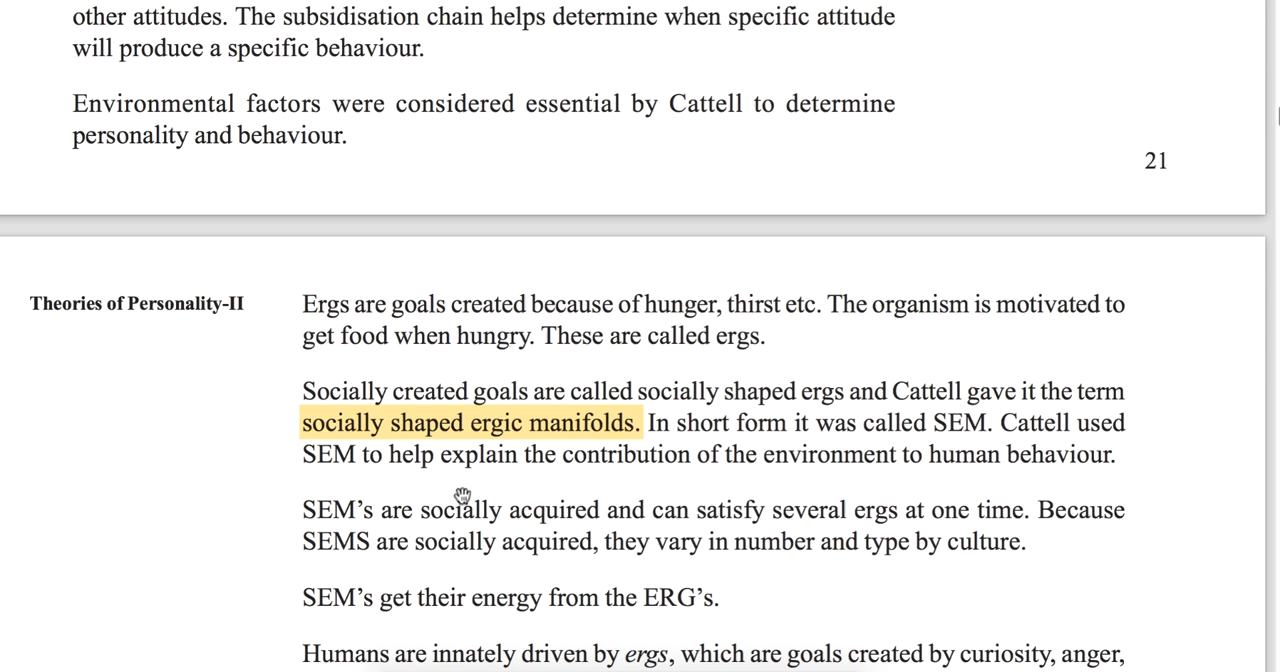 other attitudes. The subsidisation chain helps determine when specific attitude
will produce a specific behaviour.
Environmental factors were considered essential by Cattell to determine
personality and behaviour.
21
Theories of Personality-II
Ergs are goals created because of hunger, thirst etc. The organism is motivated to
get food when hungry. These are called ergs.
Socially created goals are called socially shaped ergs and Cattell gave it the term
socially shaped ergic manifolds. In short form it was called SEM. Cattell used
SEM to help explain the contribution of the environment to human behaviour.
SEM’s are socially acquired and can satisfy several ergs at one time. Because
SEMS are socially acquired, they vary in number and type by culture.
SEM’s get their energy from the ERG’s.
Humans are innately driven by ergs, which are goals created by curiosity, anger,